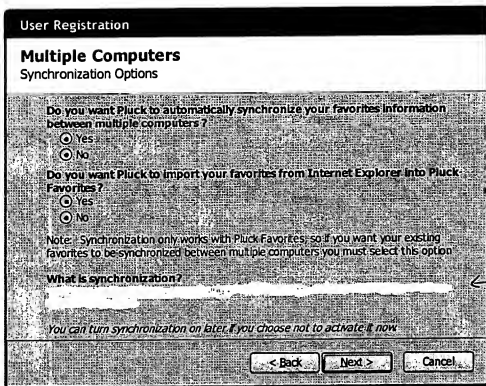 User Registration
Multiple Computers
Synchronization Options
Do you want Pluck to automatically synchronize your favorites information
between multiple computers ?
Yes
No
Do you want Pluck to import your favorites from Internet Explorer into Pluck
Favorites ?
Yes
No
Note: Synchronization only works with Pluck Favorites, so if you want your existing
favorites to be synchronized between multiple computers you must select this option
What is synchronization?
You can turn synchronization on later if you choose not to activate it now
< Back Next > Cancel